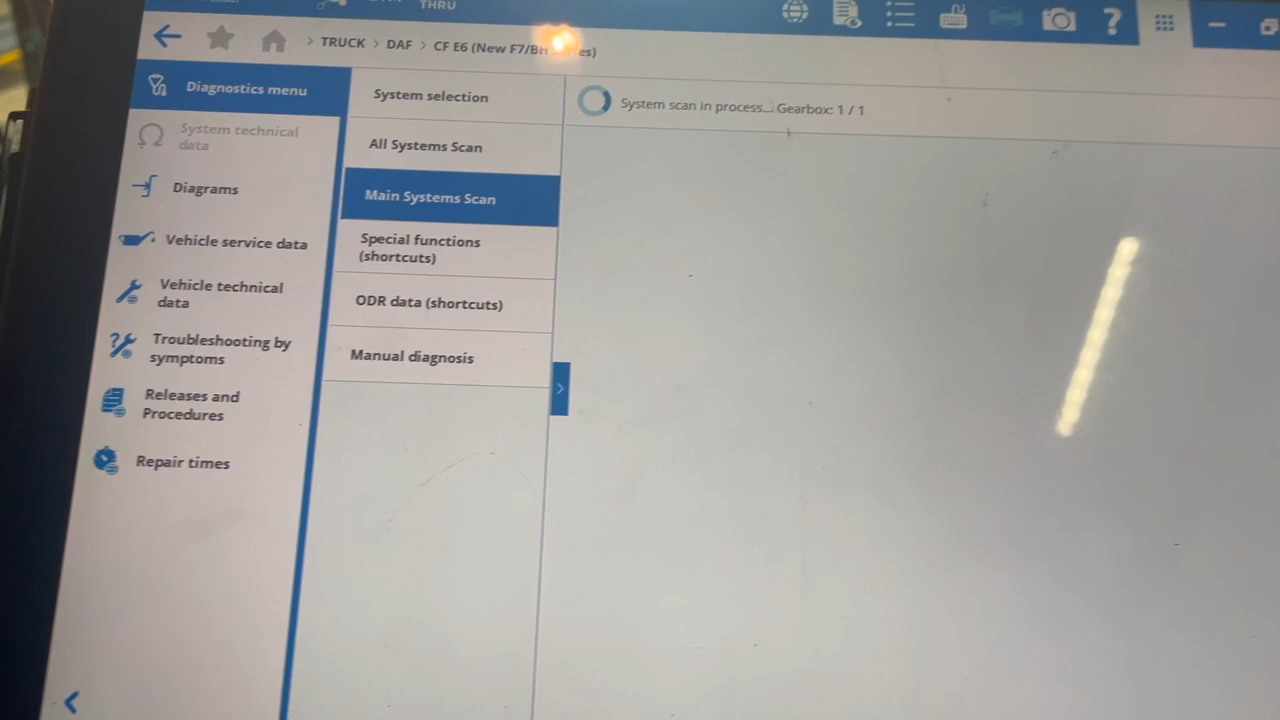 THRU
> TRUCK > DAF > CF E6 (New F7/BH es)
Diagnostics menu
System technical
data
Diagrams
Vehicle service data
Vehicle technical
data
Troubleshooting by
symptoms
Releases and
Procedures
Repair times
System selection
All Systems Scan
Main Systems Scan
Special functions
(shortcuts)
ODR data (shortcuts)
Manual diagnosis
System scan in process... Gearbox: 1 / 1